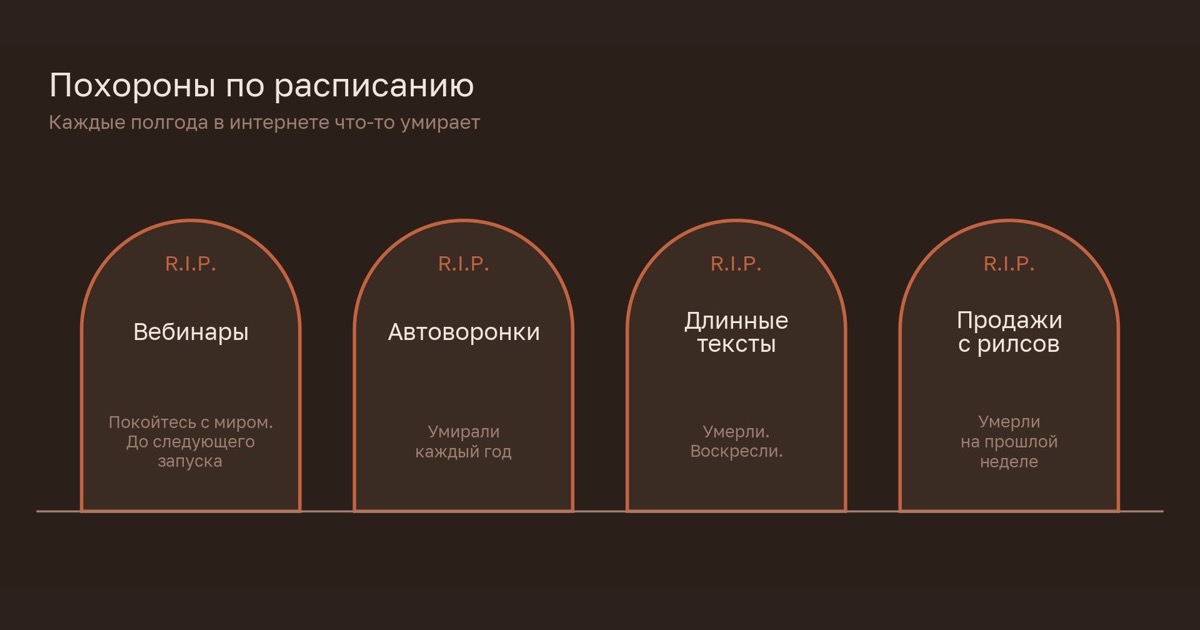 Похороны по расписанию
Каждые полгода в интернете что-то умирает
R.I.P.
Вебинары
Покойтесь с миром.
До следующего
запуска
R.I.P.
Автоворонки
Умирали
каждый год
R.I.P.
Длинные
тексты
Умерли.
Воскресли.
R.I.P.
Продажи
с рилсов
Умерли
на прошлой
неделе